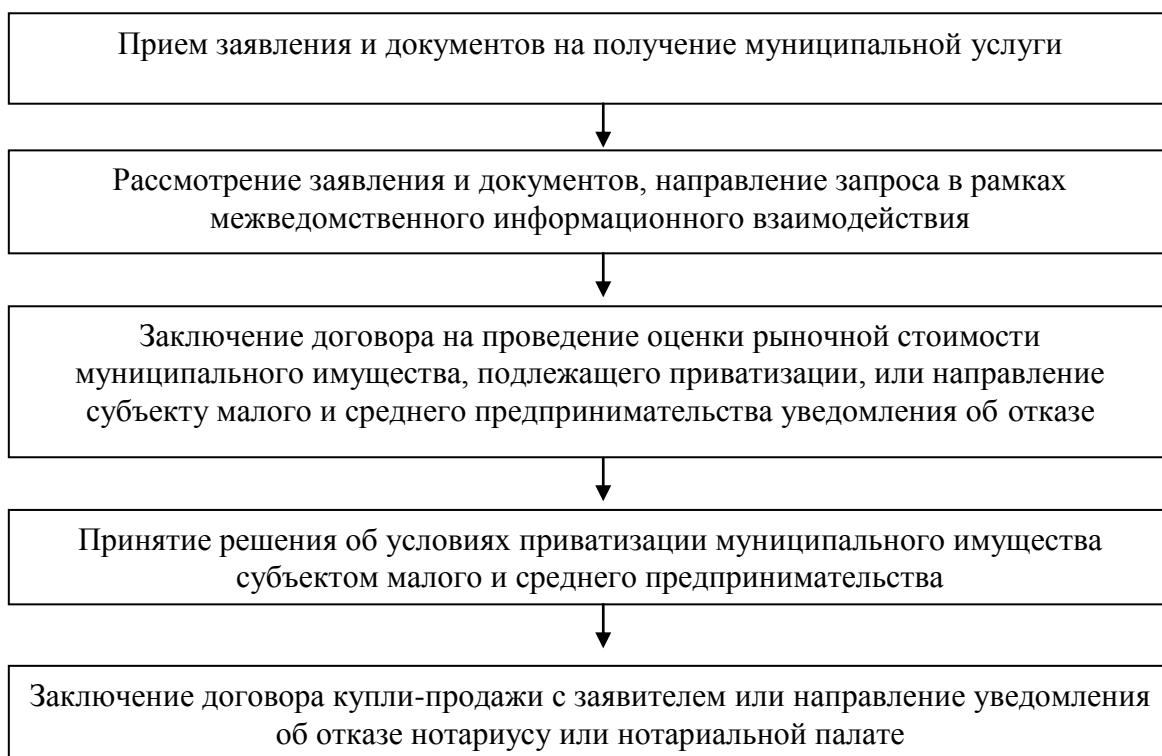 Прием заявления и документов на получение муниципальной услуги
Рассмотрение заявления и документов, направление запроса в рамках
межведомственного информационного взаимодействия
Заключение договора на проведение оценки рыночной стоимости
муниципального имущества, подлежащего приватизации, или направление
субъекту малого и среднего предпринимательства уведомления об отказе
Принятие решения об условиях приватизации муниципального имущества
субъектом малого и среднего предпринимательства
Заключение договора купли-продажи с заявителем или направление уведомления
об отказе нотариусу или нотариальной палате